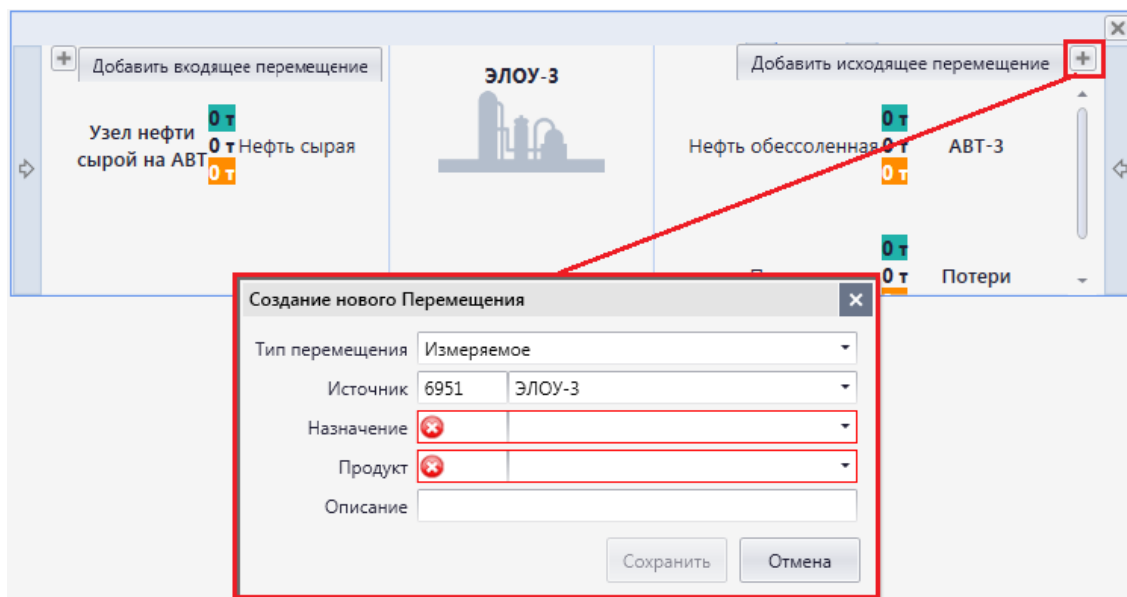 Добавить входящее перемещение
ЭЛОУ-3
Добавить исходящее перемещение
Узел нефти
сырой на АВТ
0 т
0 т
0 т
Нефть сырая
Нефть обессоленная
0 т
0 т
0 т
АВТ-3
0 т
0 т
Потери
Создание нового Перемещения
Тип перемещения Измеряемое
Источник 6951 ЭЛОУ-3
Назначение
Продукт
Описание
Сохранить Отмена